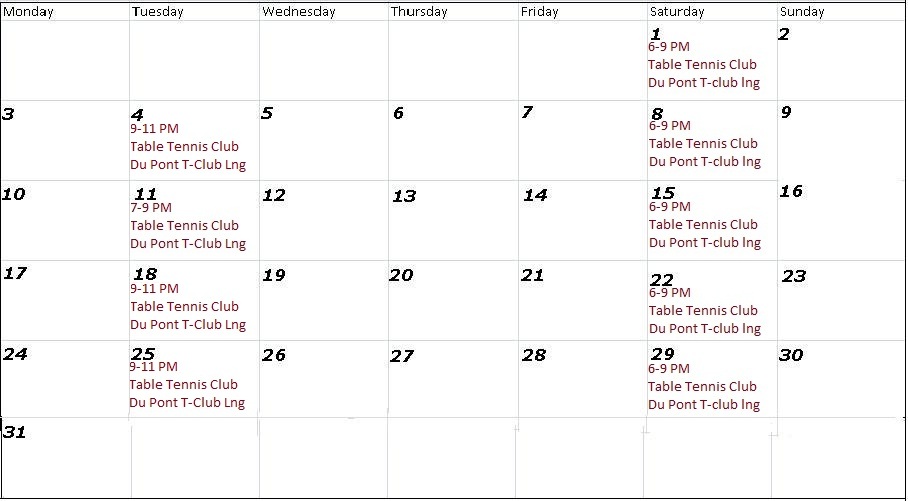 Monday Tuesday Wednesday Thursday Friday Saturday Sunday
1 2
6-9 PM
Table Tennis Club
Du Pont T-club lng
3 4 5 6 7 8 9
9-11 PM 6-9 PM
Table Tennis Club Table Tennis Club
Du Pont T-Club Lng Du Pont T-club lng
10 11 12 13 14 15 16
7-9 PM 6-9 PM
Table Tennis Club Table Tennis Club
Du Pont T-Club Lng Du Pont T-club lng
17 18 19 20 21 22 23
9-11 PM 6-9 PM
Table Tennis Club Table Tennis Club
Du Pont T-Club Lng Du Pont T-club lng
24 25 26 27 28 29 30
9-11 PM 6-9 PM
Table Tennis Club Table Tennis Club
Du Pont T-Club Lng Du Pont T-club lng
31